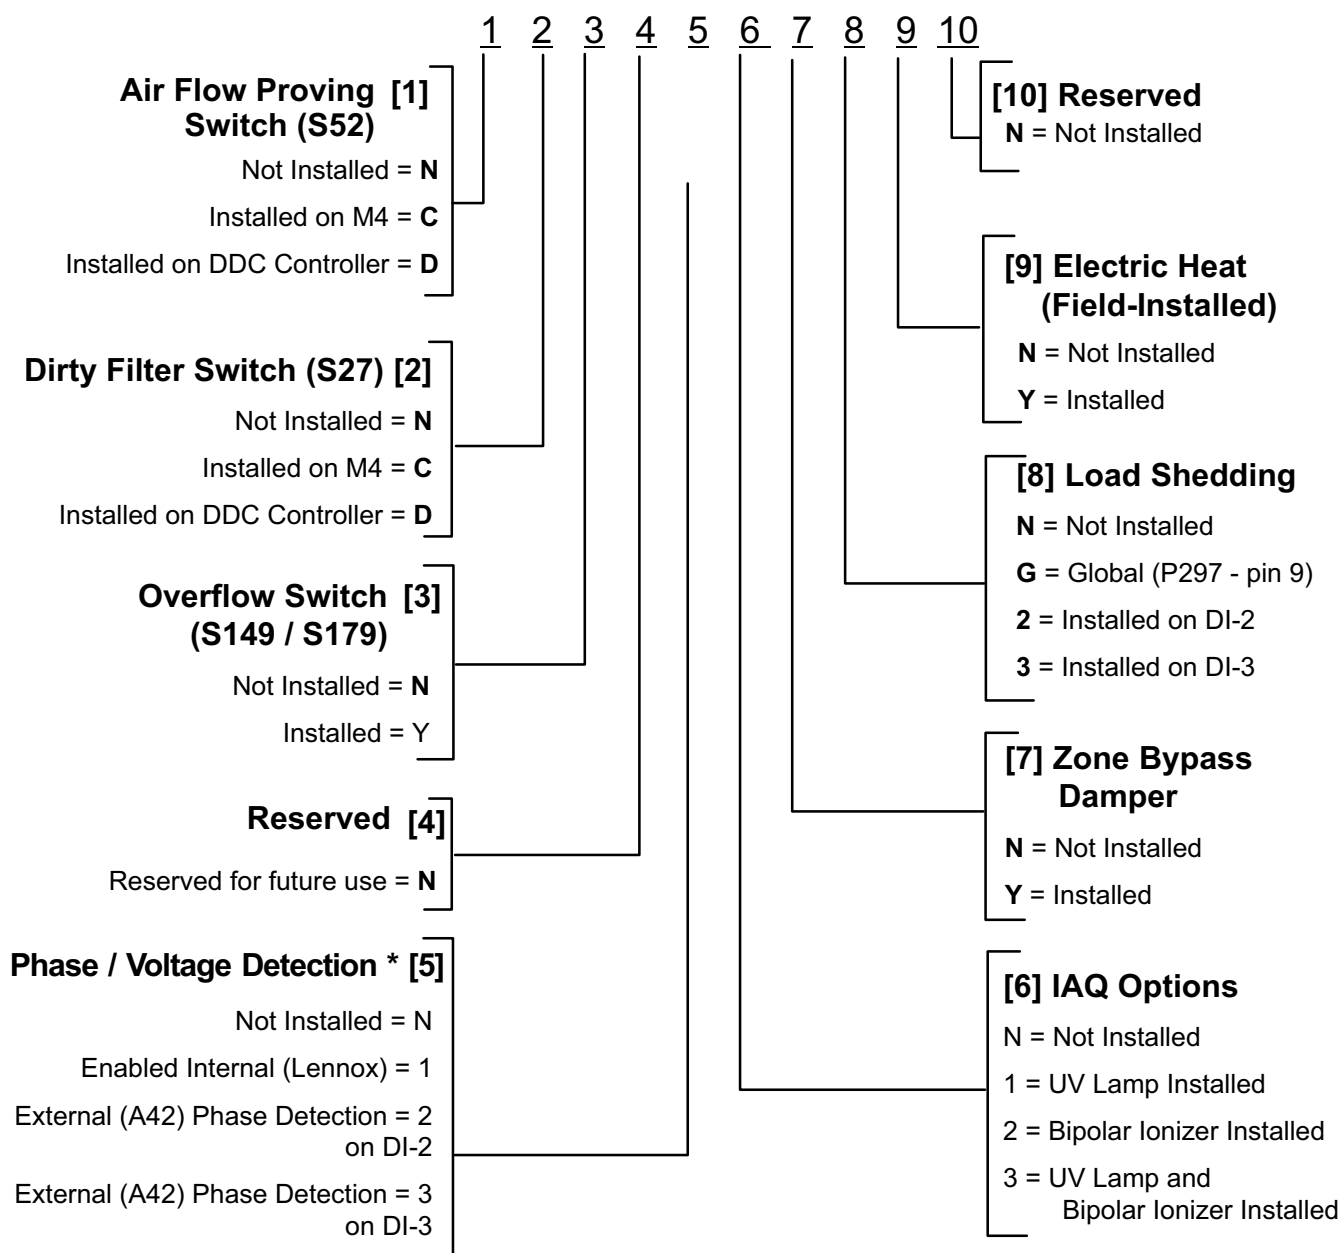 1 2 3 4 5 6 7 8 9 10
Air Flow Proving [1]
Switch (S52)
Not Installed = N
Installed on M4 = C
Installed on DDC Controller = D
Dirty Filter Switch (S27) [2]
Not Installed = N
Installed on M4 = C
Installed on DDC Controller = D
Overflow Switch [3]
(S149 / S179)
Not Installed = N
Installed = Y
Reserved [4]
Reserved for future use = N
Phase / Voltage Detection * [5]
Not Installed = N
Enabled Internal (Lennox) = 1
External (A42) Phase Detection = 2
on DI-2
External (A42) Phase Detection = 3
on DI-3
[10] Reserved
N = Not Installed
[9] Electric Heat
(Field-Installed)
N = Not Installed
Y = Installed
[8] Load Shedding
N = Not Installed
G = Global (P297 - pin 9)
2 = Installed on DI-2
3 = Installed on DI-3
[7] Zone Bypass
Damper
N = Not Installed
Y = Installed
[6] IAQ Options
N = Not Installed
1 = UV Lamp Installed
2 = Bipolar Ionizer Installed
3 = UV Lamp and
Bipolar Ionizer Installed